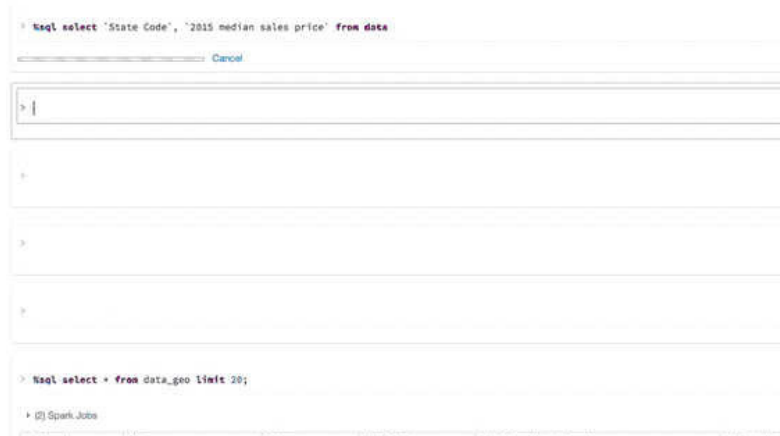 > %sql select `State Code`, `2015 median sales price` from data
Cancel
>
>
>
>
> %sql select * from data_geo limit 20;
▸ (2) Spark Jobs